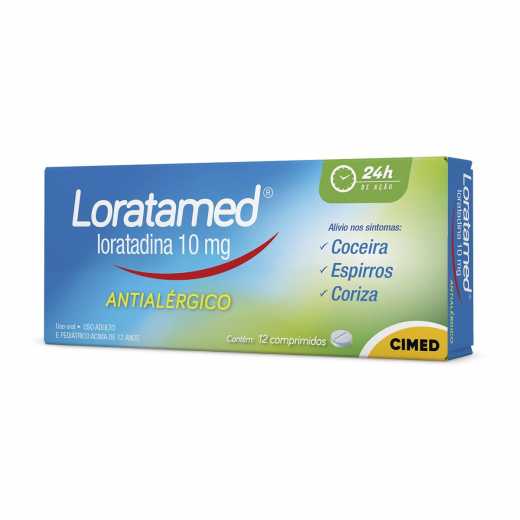 Loratamed®
loratadina 10 mg
ANTIALÉRGICO
Uso oral • USO ADULTO
E PEDIÁTRICO ACIMA DE 12 ANOS
24h
DE AÇÃO
Alívio nos sintomas:
✓ Coceira
✓ Espirros
✓ Coriza
Contém: 12 comprimidos
CIMED
Loratamed®
loratadina 10 mg
ANTIALÉRGICO